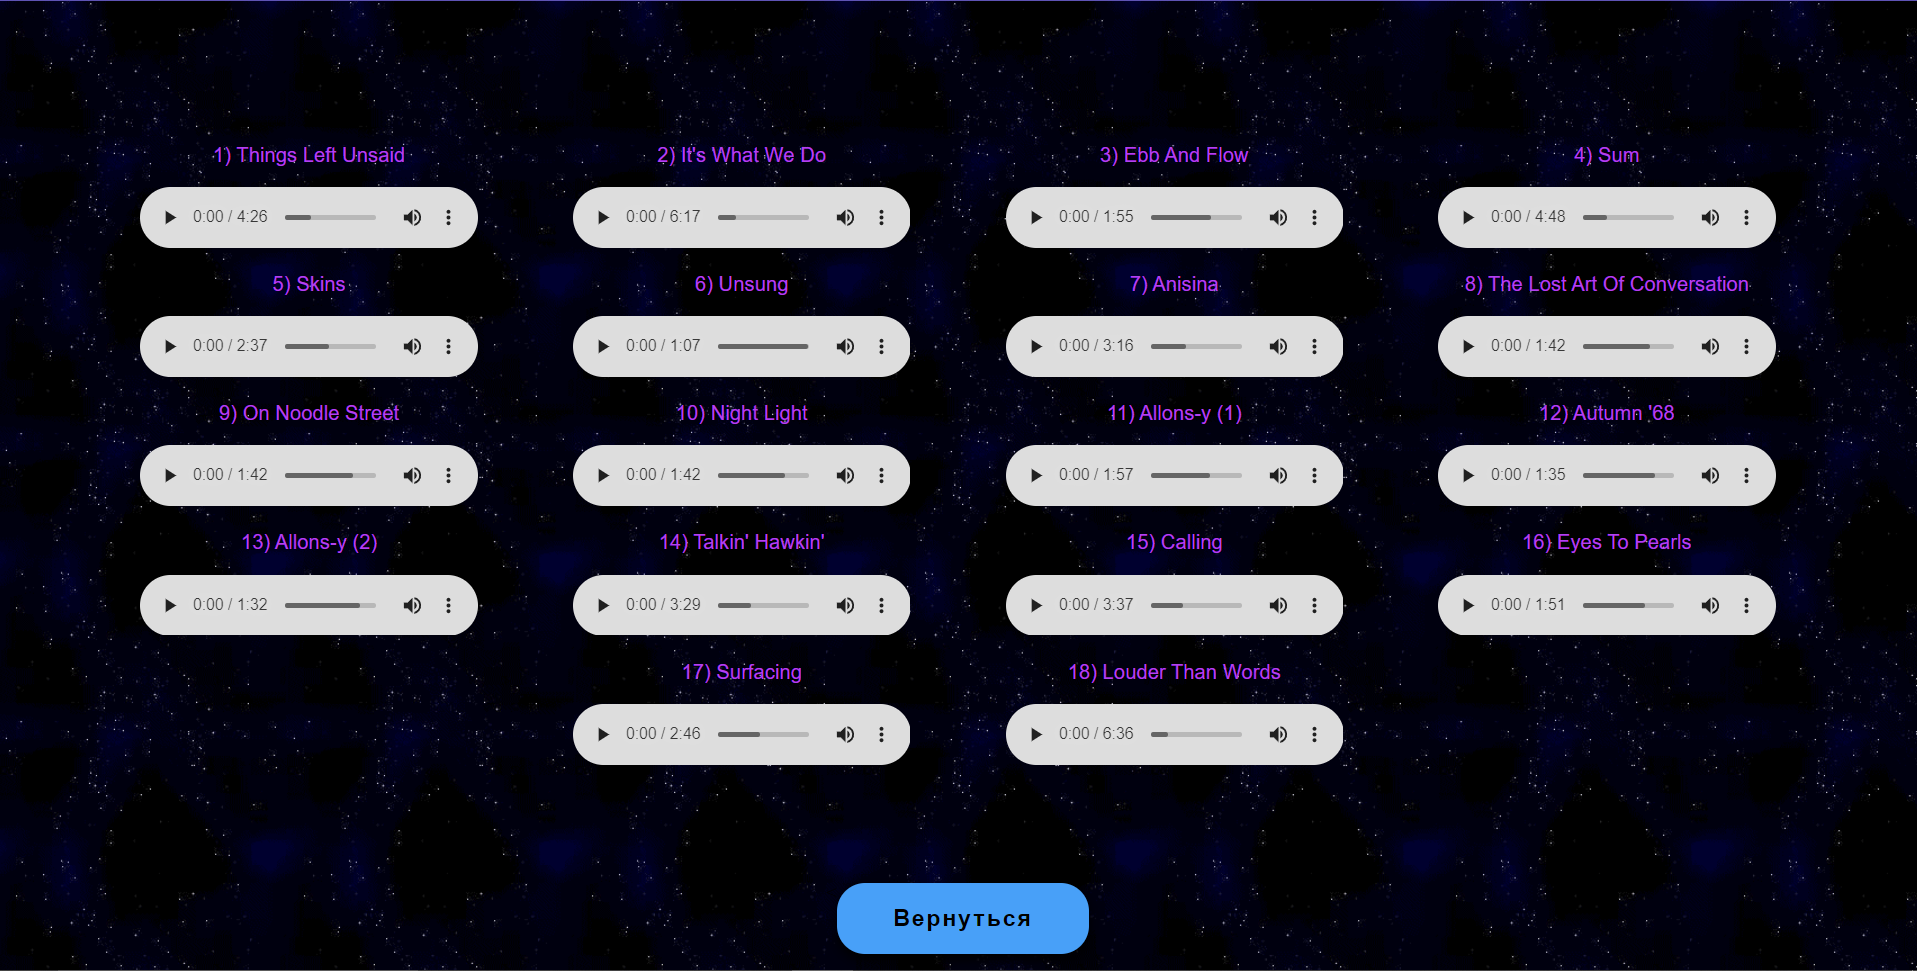 1) Things Left Unsaid
2) It's What We Do
3) Ebb And Flow
4) Sum
0:00 / 4:26
0:00 / 6:17
0:00 / 1:55
0:00 / 4:48
5) Skins
6) Unsung
7) Anisina
8) The Lost Art Of Conversation
0:00 / 2:37
0:00 / 1:07
0:00 / 3:16
0:00 / 1:42
9) On Noodle Street
10) Night Light
11) Allons-y (1)
12) Autumn '68
0:00 / 1:42
0:00 / 1:42
0:00 / 1:57
0:00 / 1:35
13) Allons-y (2)
14) Talkin' Hawkin'
15) Calling
16) Eyes To Pearls
0:00 / 1:32
0:00 / 3:29
0:00 / 3:37
0:00 / 1:51
17) Surfacing
18) Louder Than Words
0:00 / 2:46
0:00 / 6:36
Вернуться